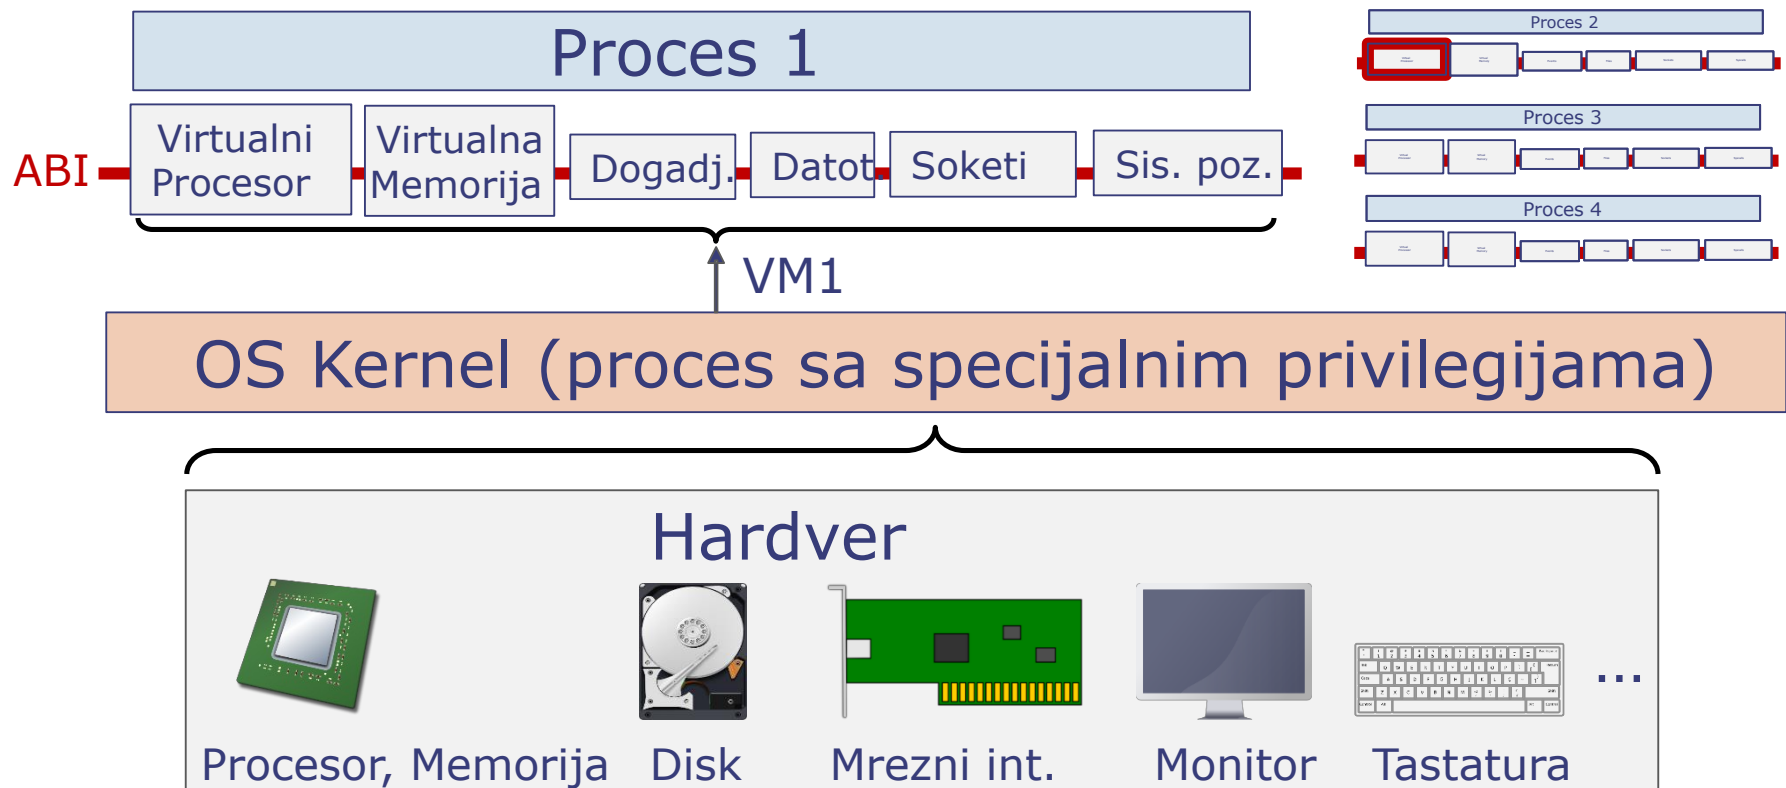 Proces 1
ABI
Virtualni
Procesor
Virtualna
Memorija
Dogadj.
Datot.
Soketi
Sis. poz.
VM1
Proces 2
Proces 3
Proces 4
OS Kernel (proces sa specijalnim privilegijama)
Hardver
...
Procesor, Memorija
Disk
Mrezni int.
Monitor
Tastatura